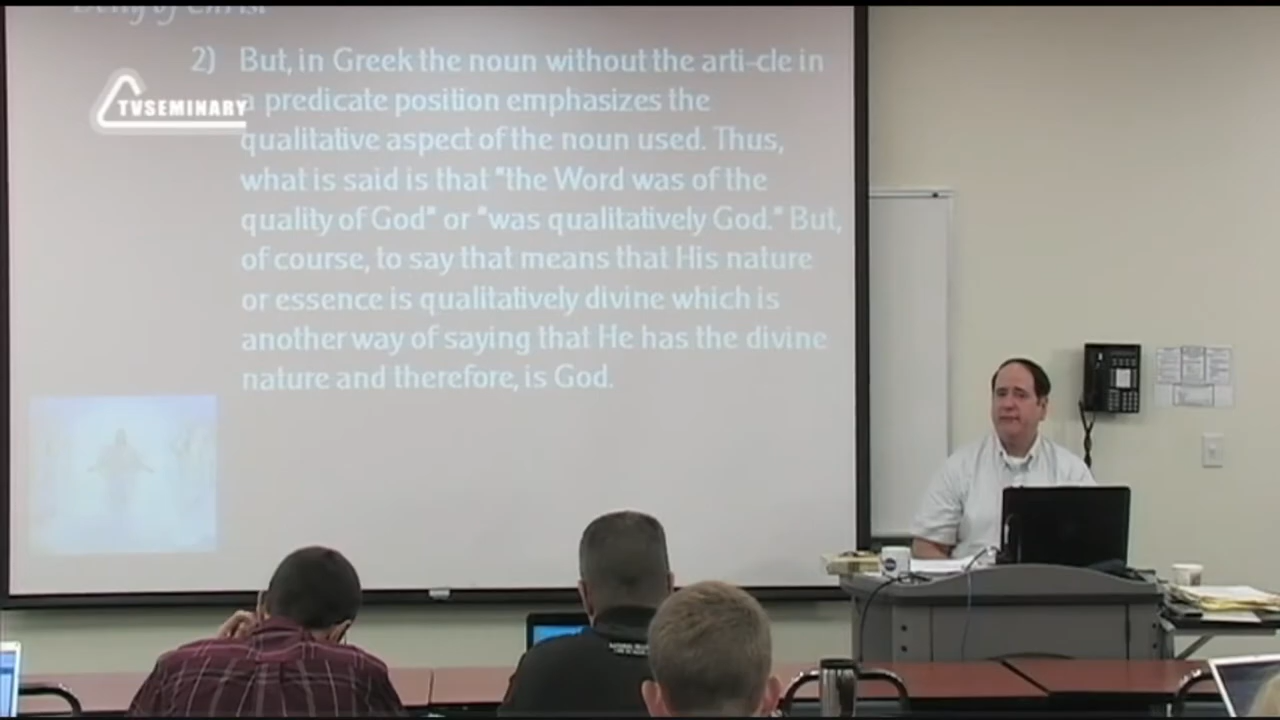 Deity of Christ
2) But, in Greek the noun without the arti-cle in
a predicate position emphasizes the
qualitative aspect of the noun used. Thus,
what is said is that "the Word was of the
quality of God" or "was qualitatively God." But,
of course, to say that means that His nature
or essence is qualitatively divine which is
another way of saying that He has the divine
nature and therefore, is God.
TVSEMINARY